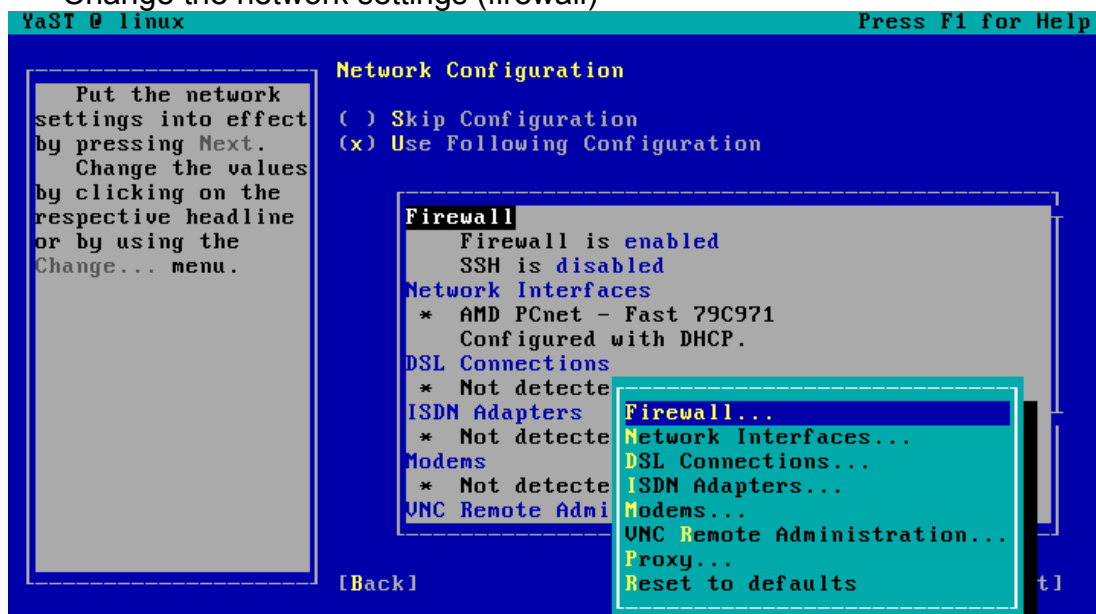 Change the network settings (firewall)
YaST @ linux Press F1 for Help
Put the network
settings into effect
by pressing Next.
Change the values
by clicking on the
respective headline
or by using the
Change... menu.
Network Configuration
( ) Skip Configuration
(x) Use Following Configuration
Firewall
Firewall is enabled
SSH is disabled
Network Interfaces
* AMD PCnet - Fast 79C971
Configured with DHCP.
DSL Connections
* Not detecte
ISDN Adapters
* Not detecte
Modems
* Not detecte
VNC Remote Admi
Firewall...
Network Interfaces...
DSL Connections...
ISDN Adapters...
Modems...
VNC Remote Administration...
Proxy...
Reset to defaults
[Back] t]